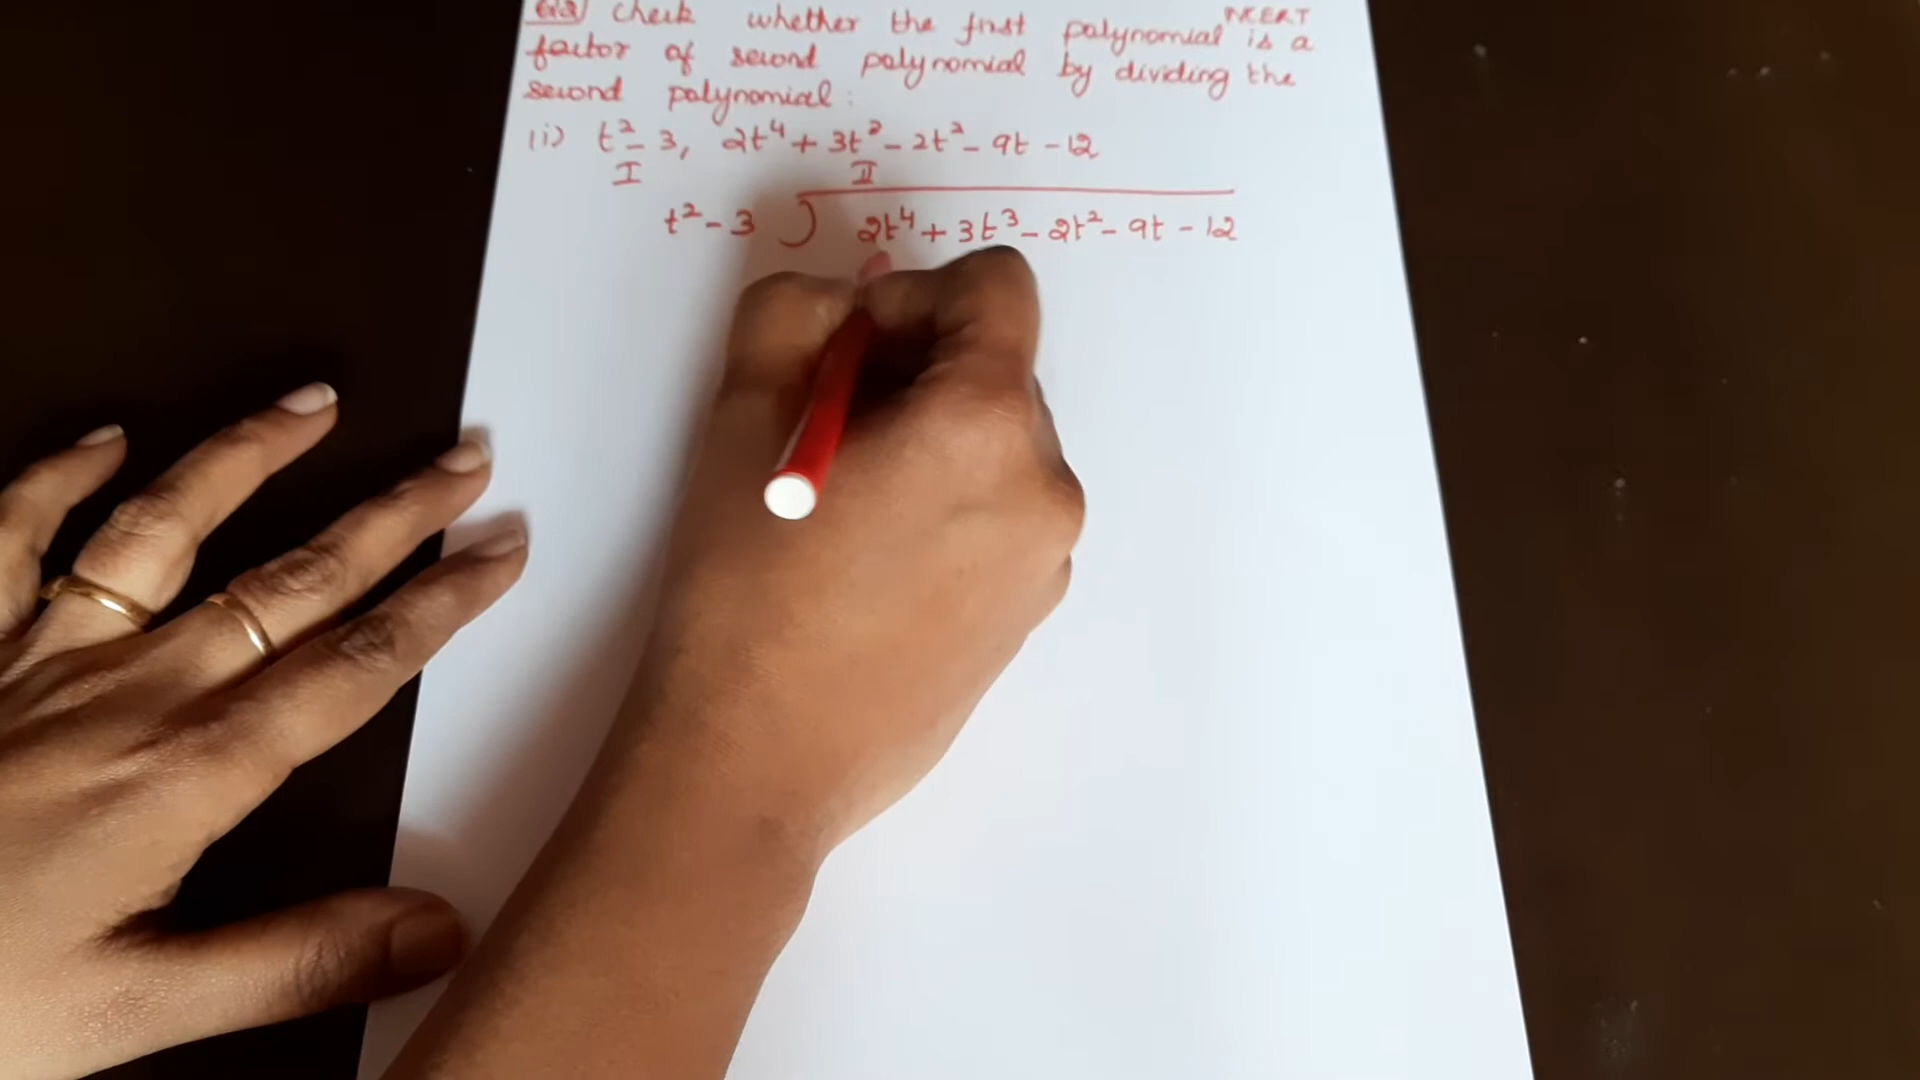 Q2) Check whether the first polynomial is a NCERT
factor of second polynomial by dividing the
second polynomial :
(i) t² - 3, 2t⁴ + 3t² - 2t² - 9t - 12
I II
t² - 3 ) 2t⁴ + 3t³ - 2t² - 9t - 12